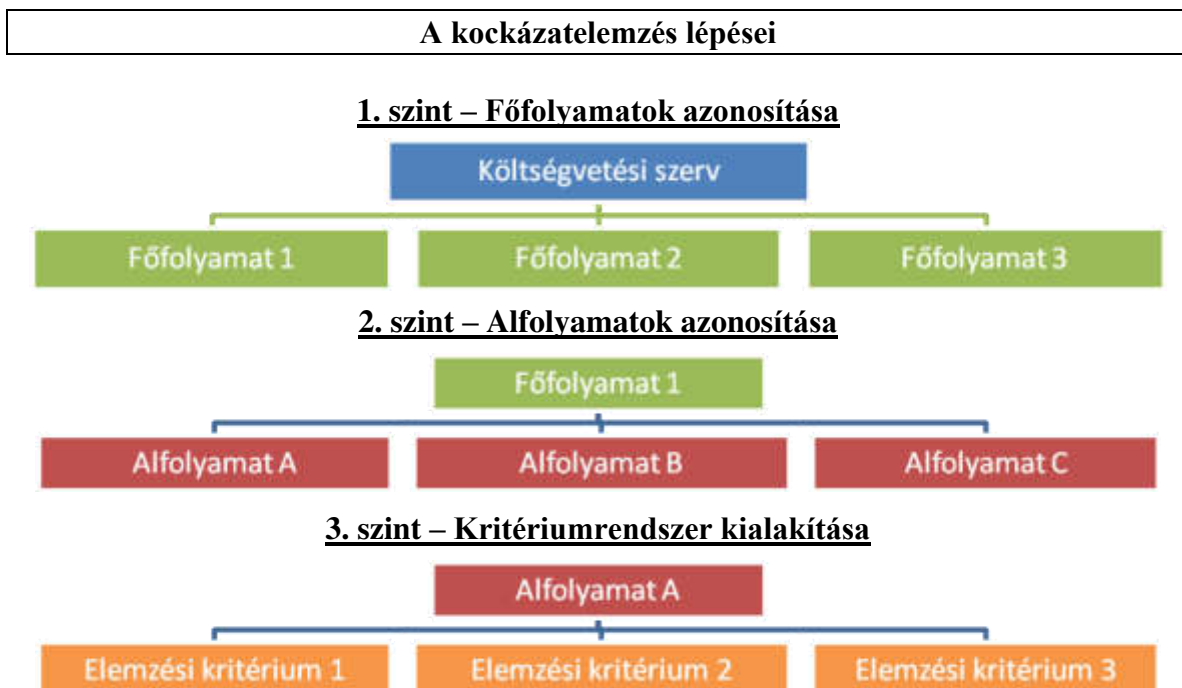 A kockázatelemzés lépései
1. szint – Főfolyamatok azonosítása
Költségvetési szerv
Főfolyamat 1 Főfolyamat 2 Főfolyamat 3
2. szint – Alfolyamatok azonosítása
Főfolyamat 1
Alfolyamat A Alfolyamat B Alfolyamat C
3. szint – Kritériumrendszer kialakítása
Alfolyamat A
Elemzési kritérium 1 Elemzési kritérium 2 Elemzési kritérium 3